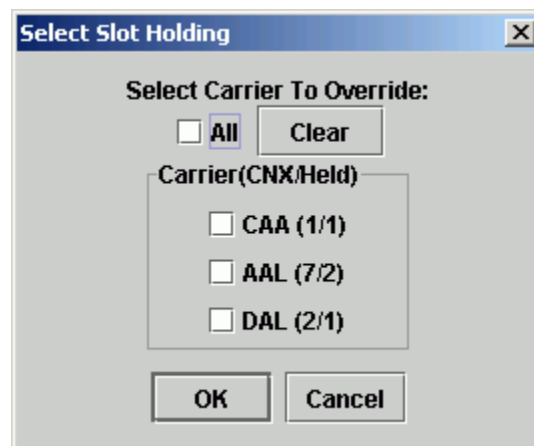 Select Slot Holding
Select Carrier To Override:
All Clear
Carrier(CNX/Held)
CAA (1/1)
AAL (7/2)
DAL (2/1)
OK Cancel